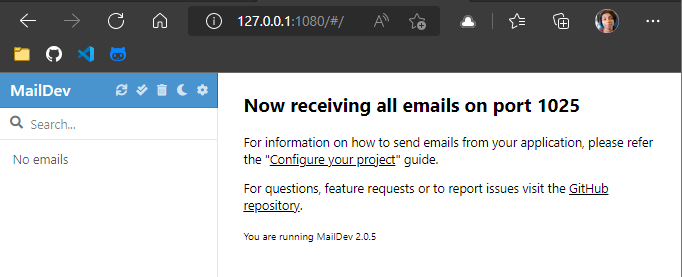 127.0.0.1:1080/#/
MailDev
Search...
No emails
Now receiving all emails on port 1025
For information on how to send emails from your application, please refer
the "Configure your project" guide.
For questions, feature requests or to report issues visit the GitHub
repository.
You are running MailDev 2.0.5